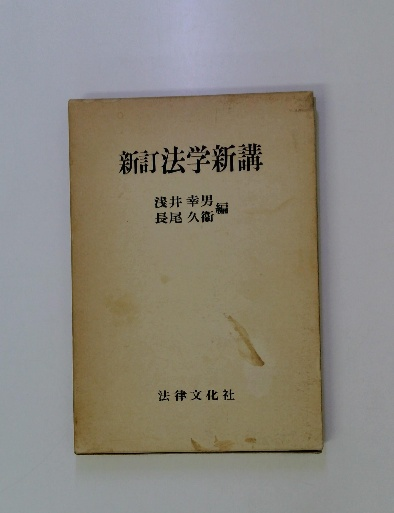 新訂法学新講
浅井幸男
長尾久衛
編
法律文化社